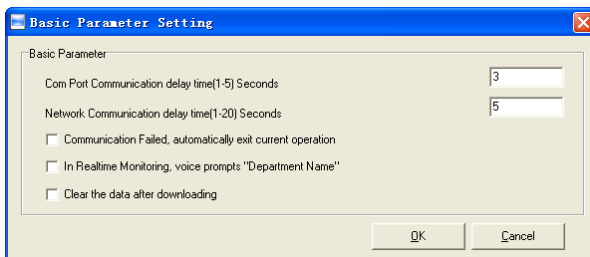 Basic Parameter Setting
Basic Parameter
Com Port Communication delay time(1-5) Seconds
3
Network Communication delay time(1-20) Seconds
5
Communication Failed, automatically exit current operation
In Realtime Monitoring, voice prompts "Department Name"
Clear the data after downloading
OK
Cancel